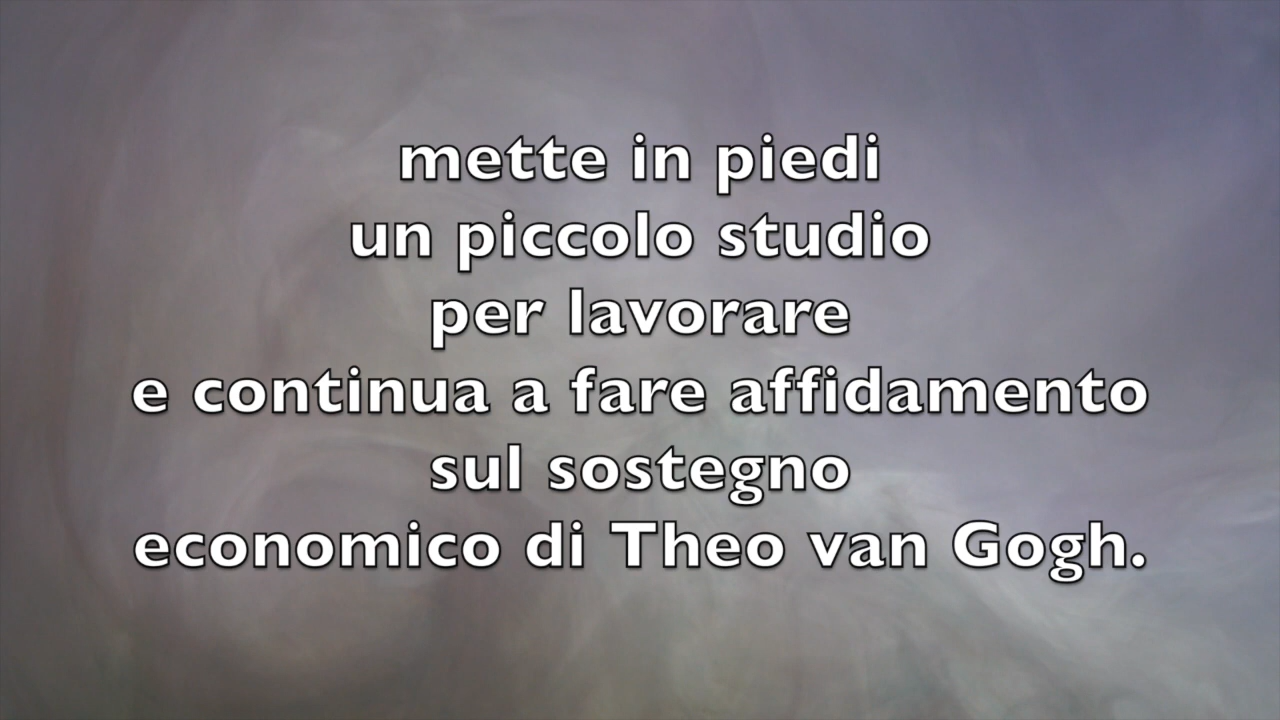 mette in piedi
un piccolo studio
per lavorare
e continua a fare affidamento
sul sostegno
economico di Theo van Gogh.